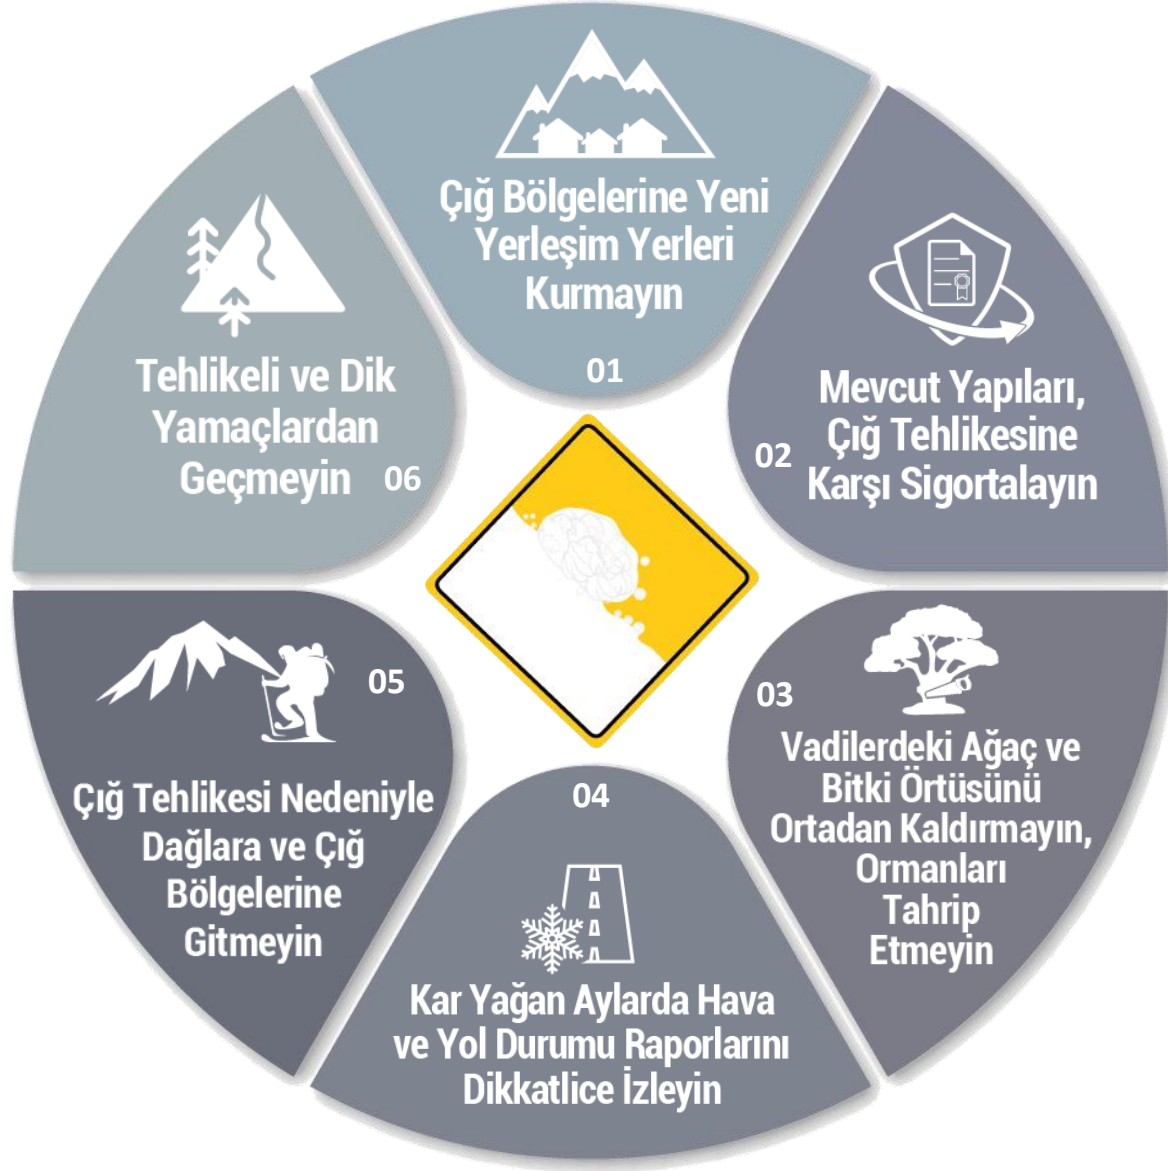 Çığ Bölgelerine Yeni
Yerleşim Yerleri
Kurmayın
01
Mevcut Yapıları,
Çığ Tehlikesine
Karşı Sigortalayın
02
03
Vadilerdeki Ağaç ve
Bitki Örtüsünü
Ortadan Kaldırmayın,
Ormanları
Tahrip
Etmeyin
04
Kar Yağan Aylarda Hava
ve Yol Durumu Raporlarını
Dikkatlice İzleyin
05
Çığ Tehlikesi Nedeniyle
Dağlara ve Çığ
Bölgelerine
Gitmeyin
Tehlikeli ve Dik
Yamaçlardan
Geçmeyin
06